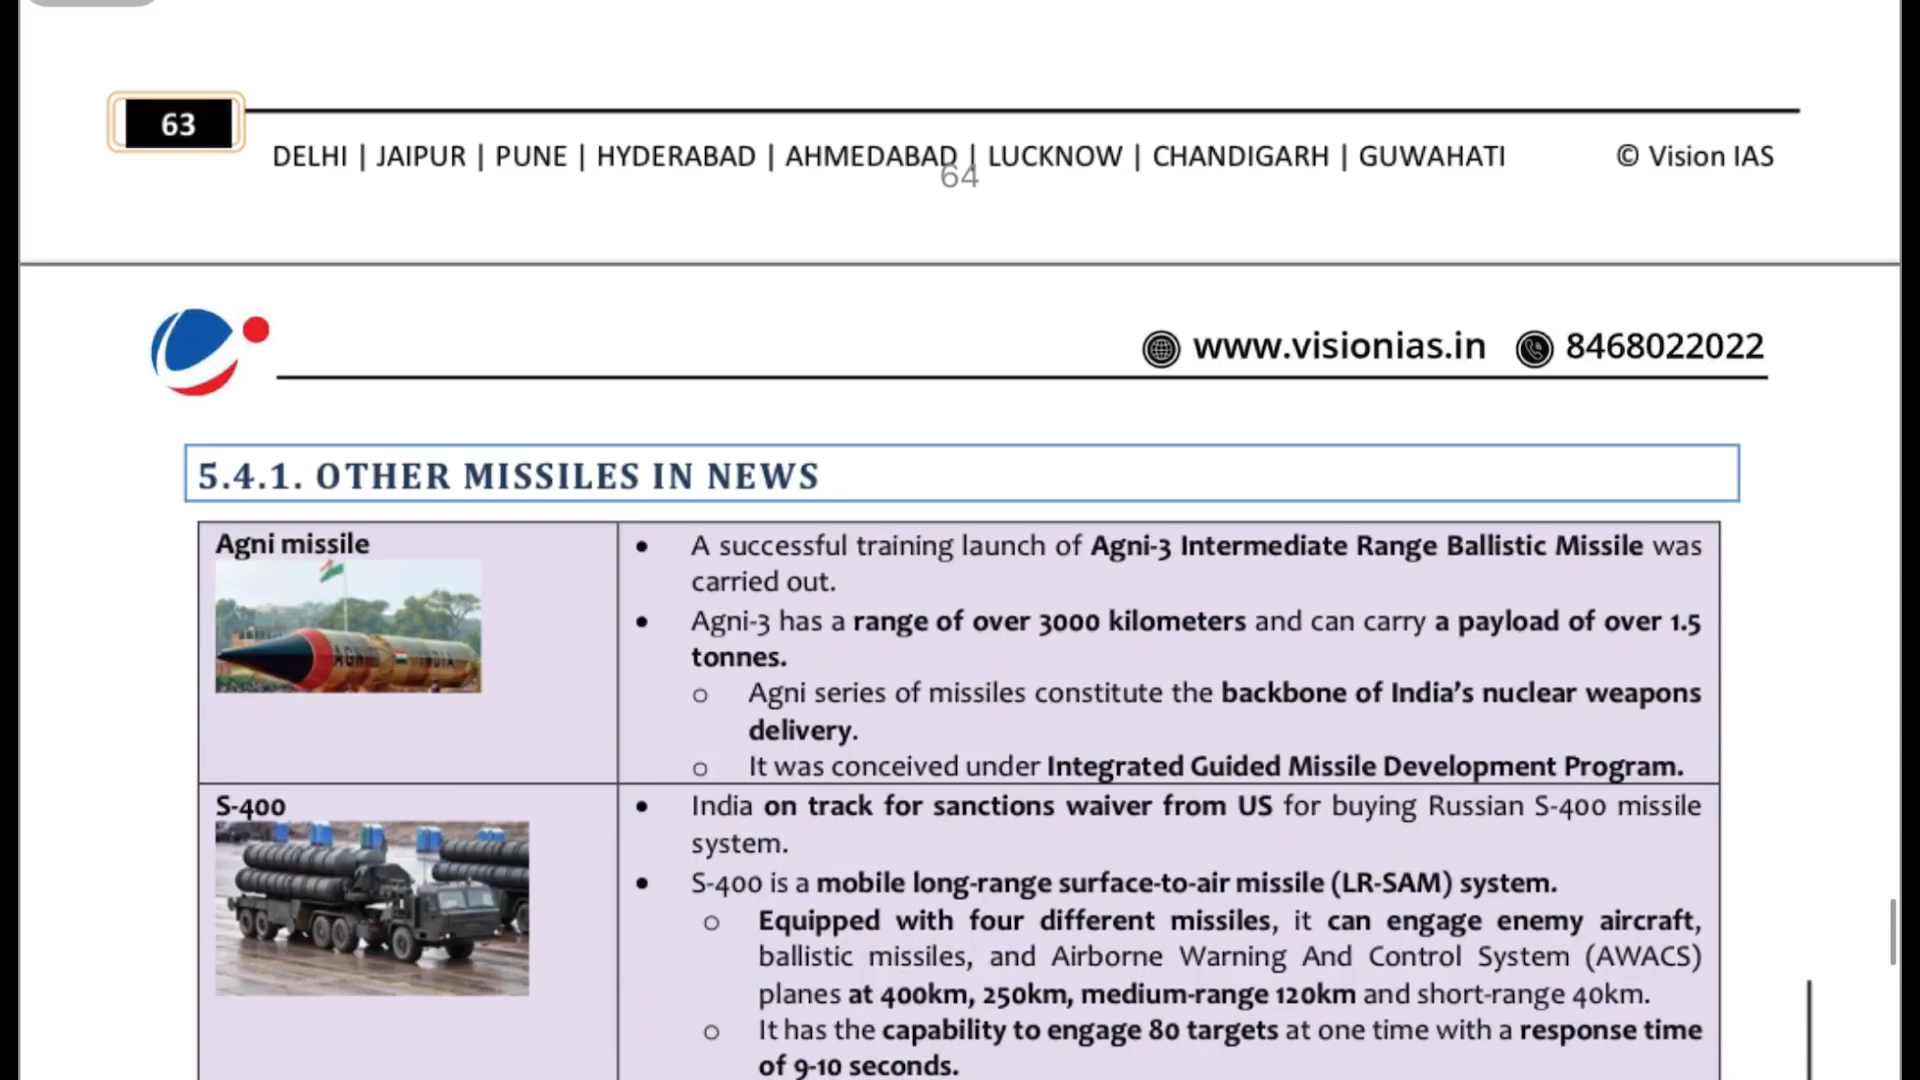 63
DELHI | JAIPUR | PUNE | HYDERABAD | AHMEDABAD | LUCKNOW | CHANDIGARH | GUWAHATI © Vision IAS
64
www.visionias.in 8468022022
5.4.1. OTHER MISSILES IN NEWS
Agni missile
AGNI INDIA
• A successful training launch of Agni-3 Intermediate Range Ballistic Missile was
carried out.
• Agni-3 has a range of over 3000 kilometers and can carry a payload of over 1.5
tonnes.
o Agni series of missiles constitute the backbone of India’s nuclear weapons
delivery.
o It was conceived under Integrated Guided Missile Development Program.
S-400
• India on track for sanctions waiver from US for buying Russian S-400 missile
system.
• S-400 is a mobile long-range surface-to-air missile (LR-SAM) system.
o Equipped with four different missiles, it can engage enemy aircraft,
ballistic missiles, and Airborne Warning And Control System (AWACS)
planes at 400km, 250km, medium-range 120km and short-range 40km.
o It has the capability to engage 80 targets at one time with a response time
of 9-10 seconds.